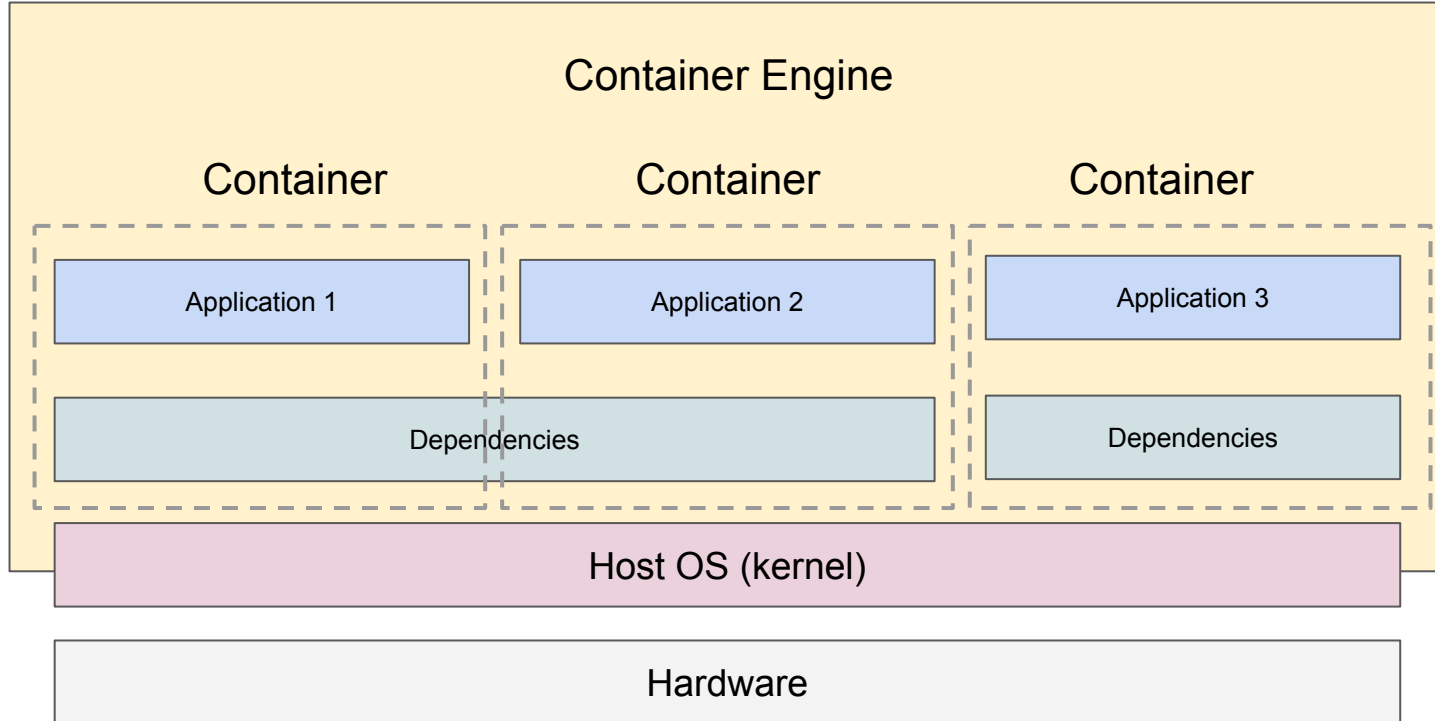 Container Engine
Container
Container
Container
Application 1
Application 2
Application 3
Dependencies
Dependencies
Host OS (kernel)
Hardware